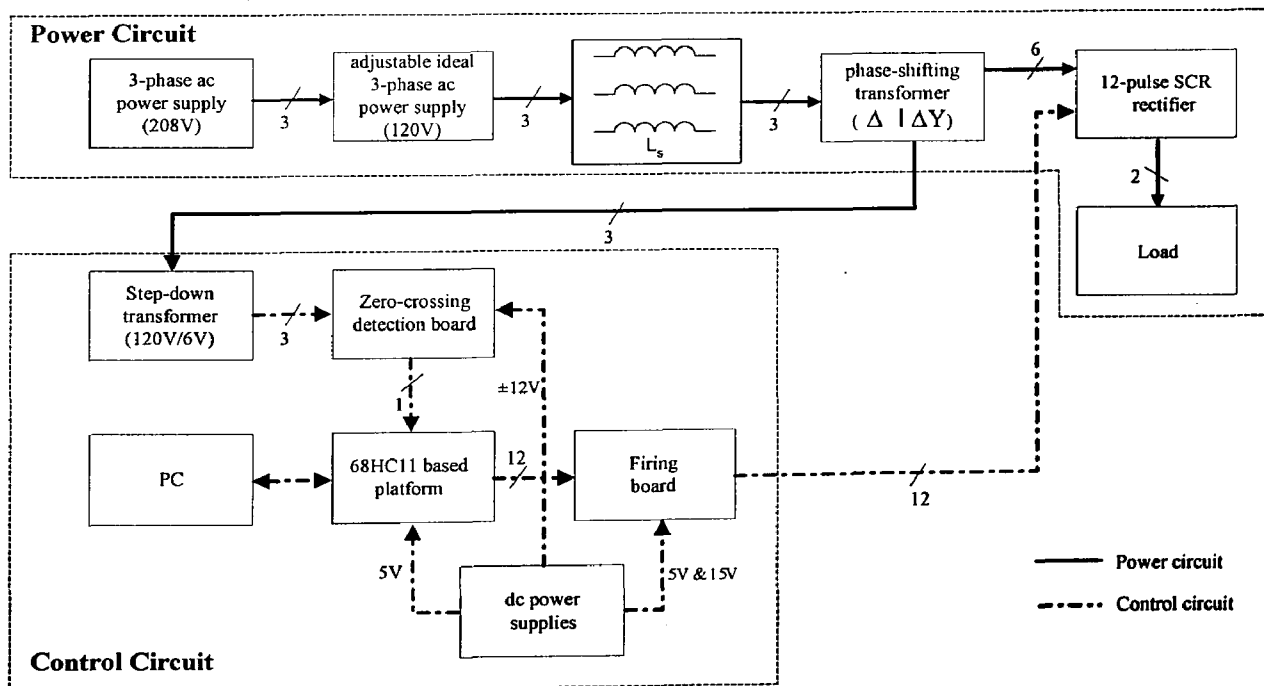 Power Circuit
3-phase ac
power supply
(208V)
3
adjustable ideal
3-phase ac
power supply
(120V)
3
Ls
3
phase-shifting
transformer
( Δ I ΔY)
6
12-pulse SCR
rectifier
2
Load
3
Step-down
transformer
(120V/6V)
3
Zero-crossing
detection board
1
±12V
PC
68HC11 based
platform
12
Firing
board
12
5V
dc power
supplies
5V & 15V
Power circuit
Control circuit
Control Circuit